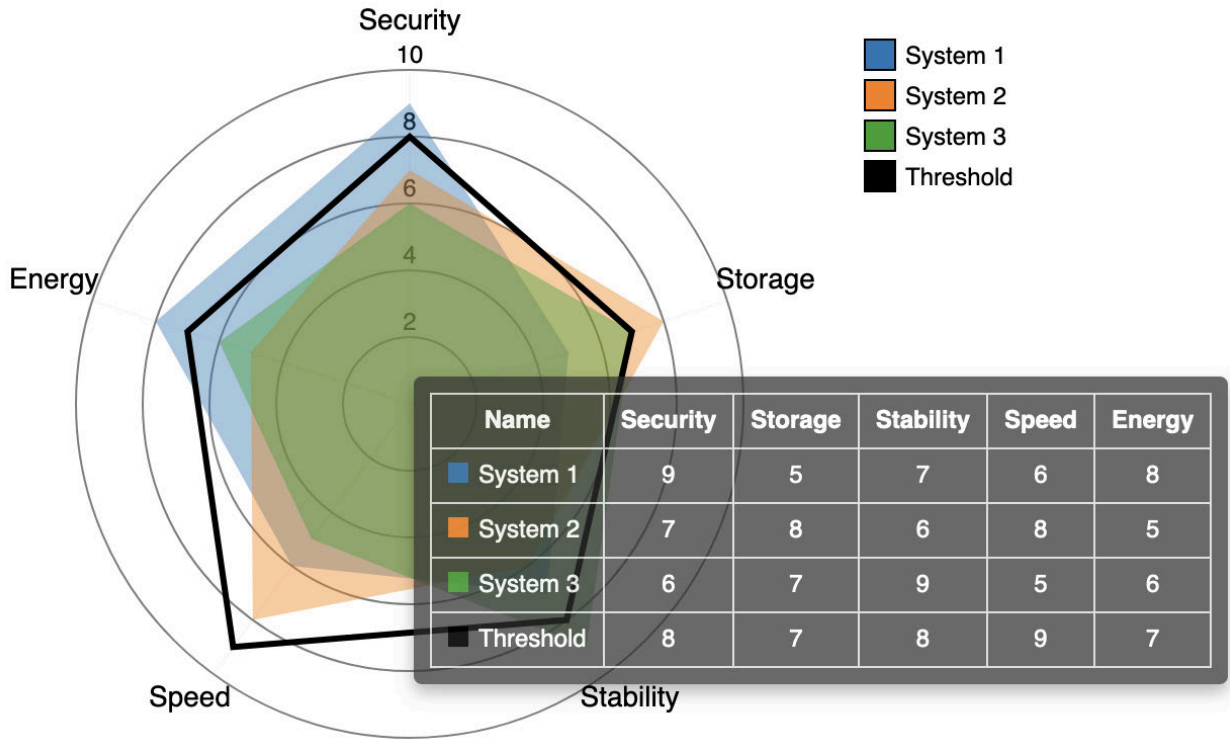 Security
10
8
6
4
2
Energy
Storage
Speed
Stability
System 1
System 2
System 3
Threshold
Name Security Storage Stability Speed Energy
System 1 9 5 7 6 8
System 2 7 8 6 8 5
System 3 6 7 9 5 6
Threshold 8 7 8 9 7